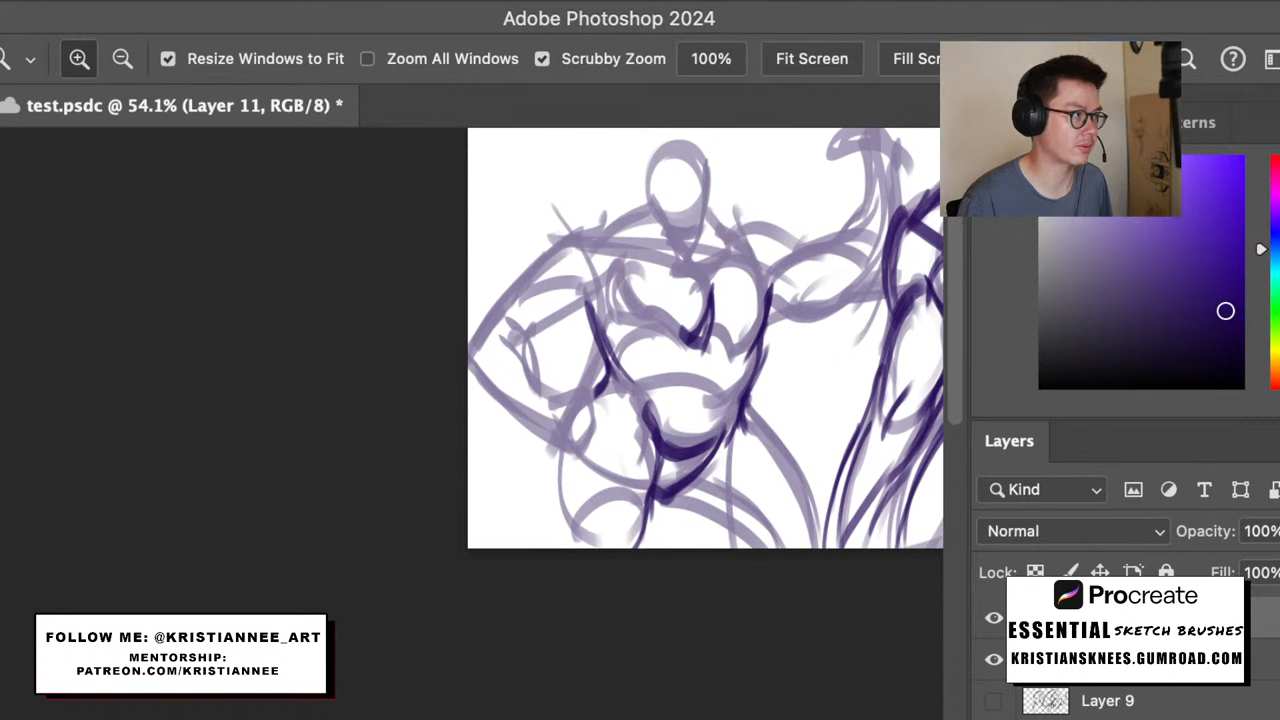 Adobe Photoshop 2024
Resize Windows to Fit
Zoom All Windows
Scrubby Zoom
100%
Fit Screen
Fill Scr
test.psdc @ 54.1% (Layer 11, RGB/8) *
terns
Layers
Kind
Normal
Opacity: 100%
Lock:
Fill: 100%
Procreate
ESSENTIAL SKETCH BRUSHES
KRISTIANSKNEES.GUMROAD.COM
Layer 9
FOLLOW ME: @KRISTIANNEE_ART
MENTORSHIP:
PATREON.COM/KRISTIANNEE